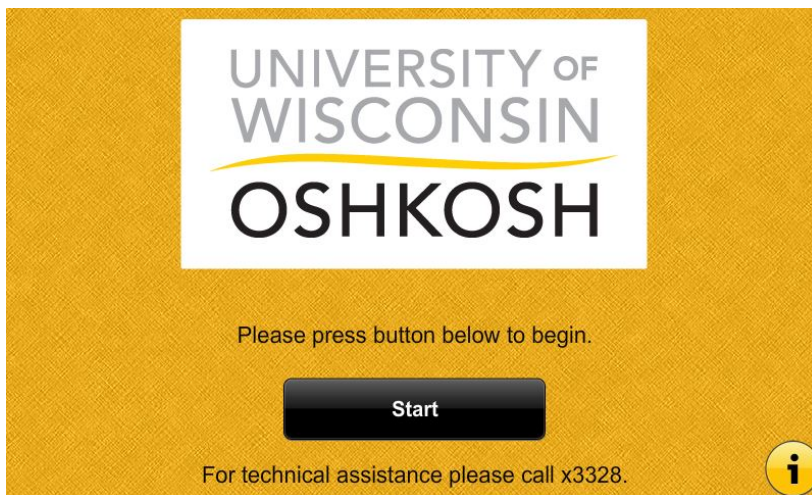 UNIVERSITY OF
WISCONSIN
OSHKOSH
Please press button below to begin.
Start
For technical assistance please call x3328.
i